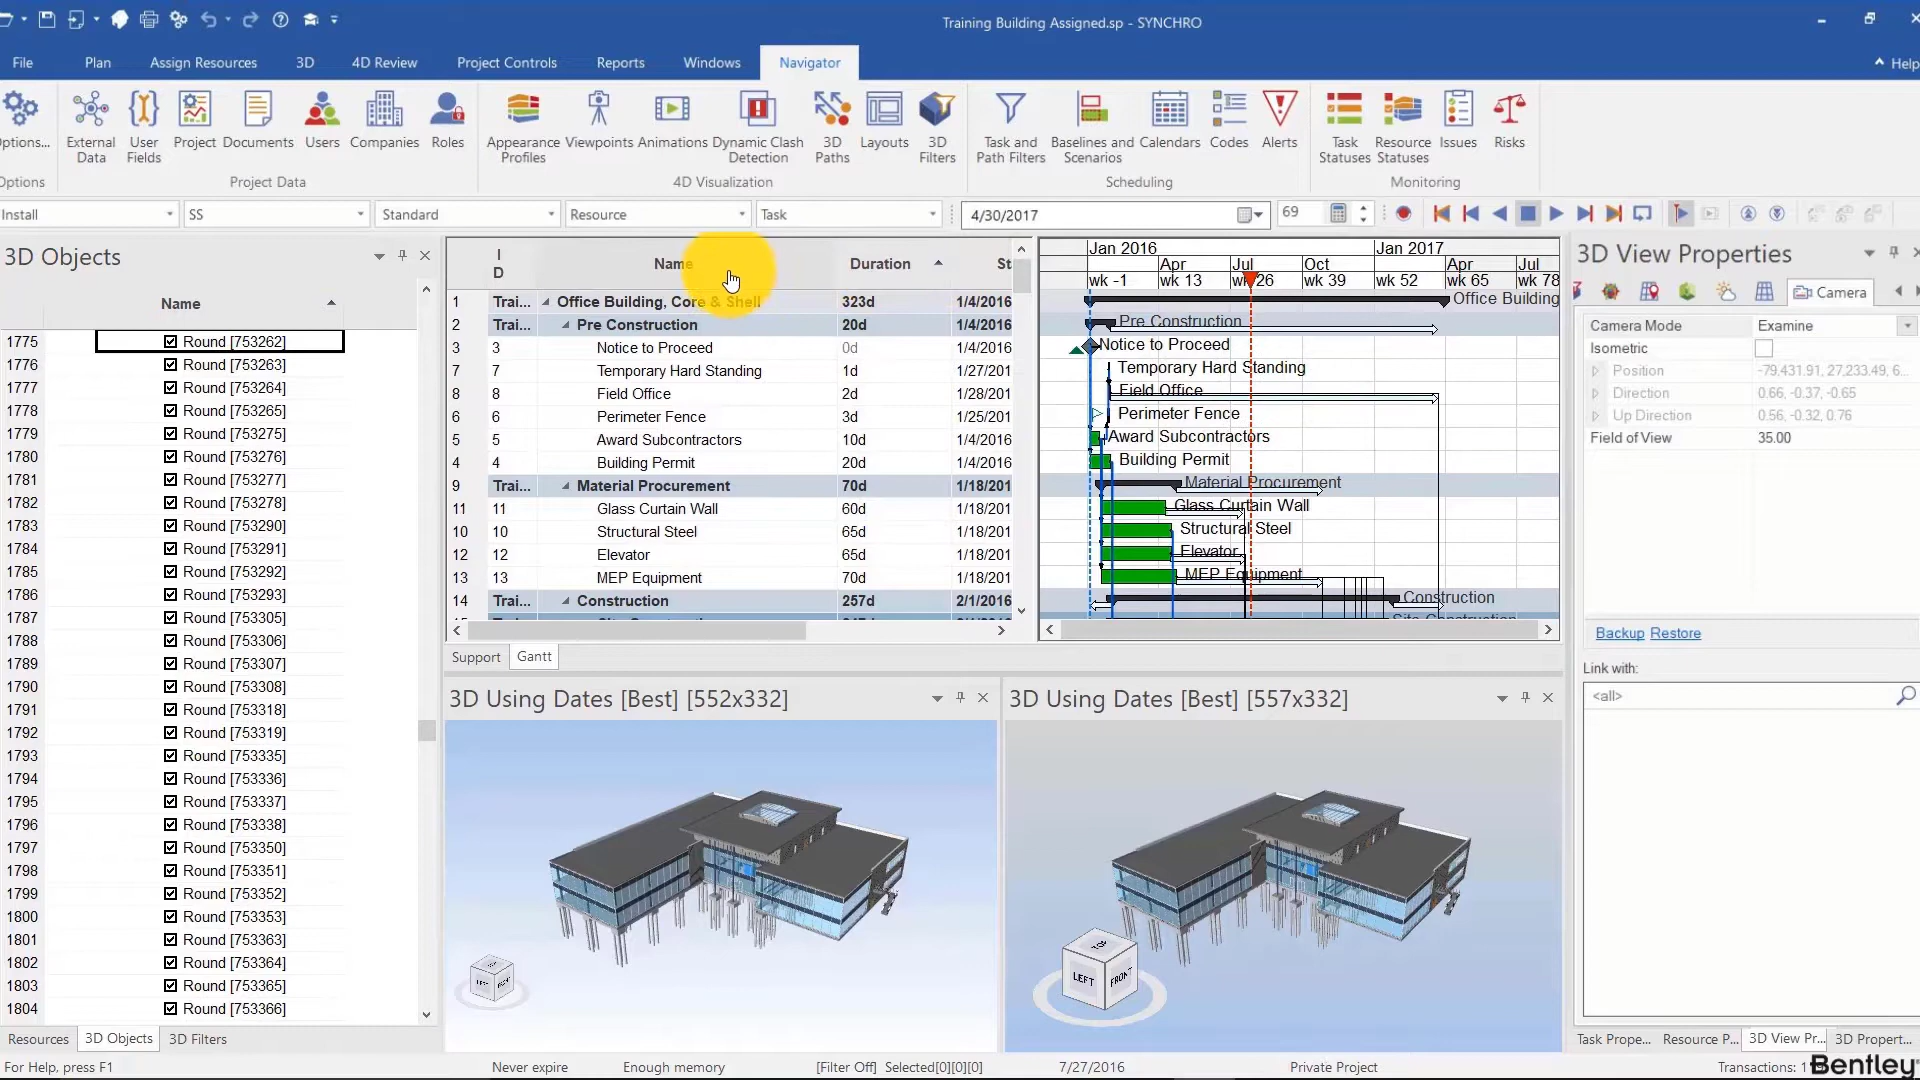 Training Building Assigned.sp - SYNCHRO
File Plan Assign Resources 3D 4D Review Project Controls Reports Windows Navigator Help
ptions... External Data User Fields Project Documents Users Companies Roles Appearance Profiles Viewpoints Animations Dynamic Clash Detection 3D Paths Layouts 3D Filters Task and Path Filters Baselines and Scenarios Calendars Codes Alerts Task Statuses Resource Statuses Issues Risks
Options Project Data 4D Visualization Scheduling Monitoring
Install SS Standard Resource Task 4/30/2017 69
3D Objects
Name
1775 Round [753262]
1776 Round [753263]
1777 Round [753264]
1778 Round [753265]
1779 Round [753275]
1780 Round [753276]
1781 Round [753277]
1782 Round [753278]
1783 Round [753290]
1784 Round [753291]
1785 Round [753292]
1786 Round [753293]
1787 Round [753305]
1788 Round [753306]
1789 Round [753307]
1790 Round [753308]
1791 Round [753318]
1792 Round [753319]
1793 Round [753335]
1794 Round [753336]
1795 Round [753337]
1796 Round [753338]
1797 Round [753350]
1798 Round [753351]
1799 Round [753352]
1800 Round [753353]
1801 Round [753363]
1802 Round [753364]
1803 Round [753365]
1804 Round [753366]
Resources 3D Objects 3D Filters
ID Name Duration St
1 Trai... Office Building, Core & Shell 323d 1/4/2016
2 Trai... Pre Construction 20d 1/4/2016
3 3 Notice to Proceed 0d 1/4/201
7 7 Temporary Hard Standing 1d 1/27/201
8 8 Field Office 2d 1/28/201
6 6 Perimeter Fence 3d 1/25/201
5 5 Award Subcontractors 10d 1/4/201
4 4 Building Permit 20d 1/4/201
9 Trai... Material Procurement 70d 1/18/201
11 11 Glass Curtain Wall 60d 1/18/201
10 10 Structural Steel 65d 1/18/201
12 12 Elevator 65d 1/18/201
13 13 MEP Equipment 70d 1/18/201
14 Trai... Construction 257d 2/1/2016
Support Gantt
Jan 2016 Jan 2017
Apr Jul Oct Apr Jul
wk -1 wk 13 wk 26 wk 39 wk 52 wk 65 wk 78
Office Building
Pre Construction
Notice to Proceed
Temporary Hard Standing
Field Office
Perimeter Fence
Award Subcontractors
Building Permit
Material Procurement
Glass Curtain Wall
Structural Steel
Elevator
MEP Equipment
Construction
Site Construction
3D Using Dates [Best] [552x332]
TOP
LEFT FRONT
3D Using Dates [Best] [557x332]
TOP
LEFT FRONT
3D View Properties
Camera
Camera Mode Examine
Isometric
Position -79,431.91, 27,233.49, 6...
Direction 0.66, -0.37, -0.65
Up Direction 0.56, -0.32, 0.76
Field of View 35.00
Backup Restore
Link with:
<all>
Task Prope... Resource P... 3D View Pr... 3D Propert...
For Help, press F1 Never expire Enough memory [Filter Off] Selected[0][0][0] 7/27/2016 Private Project Transactions: 1
Bentley